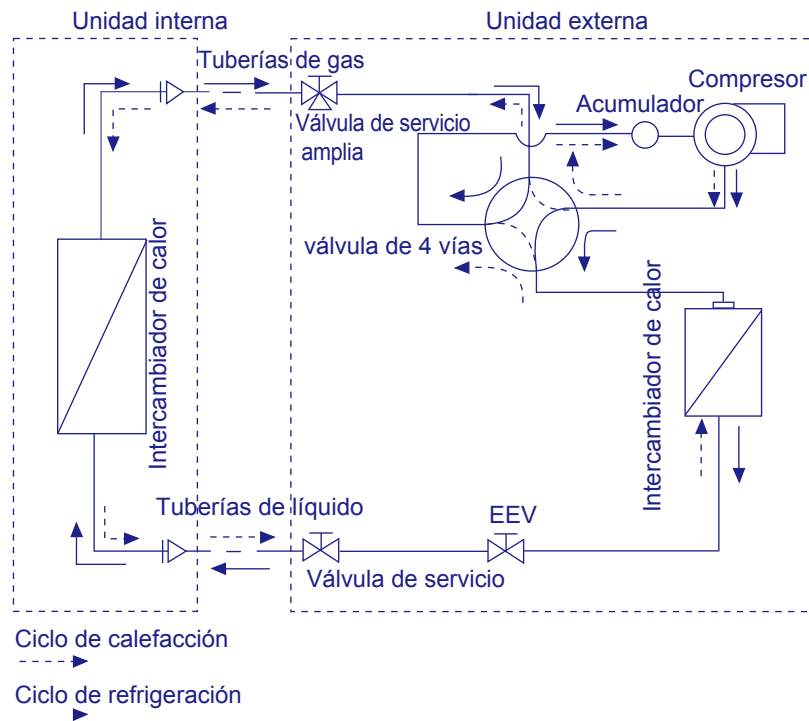 Unidad interna
Unidad externa
Tuberías de gas
Compresor
Acumulador
Válvula de servicio
amplia
válvula de 4 vías
Intercambiador de calor
Intercambiador de calor
Tuberías de líquido
EEV
Válvula de servicio
Ciclo de calefacción
Ciclo de refrigeración